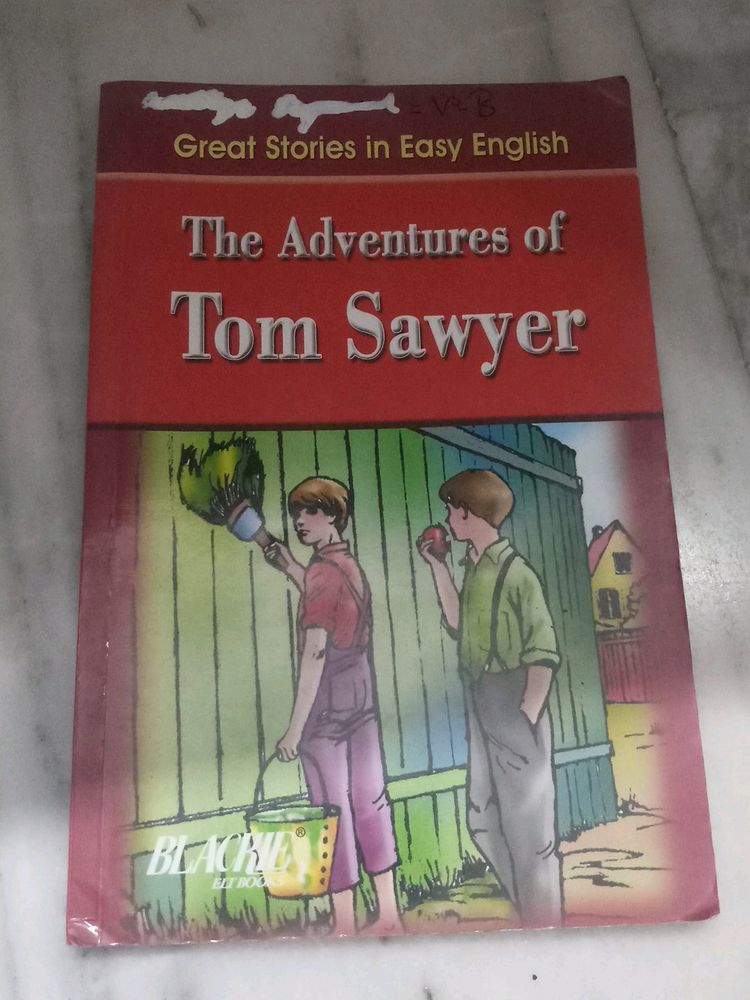 V-B
Great Stories in Easy English
The Adventures of
Tom Sawyer
BLACKIE ®
ELT BOOKS